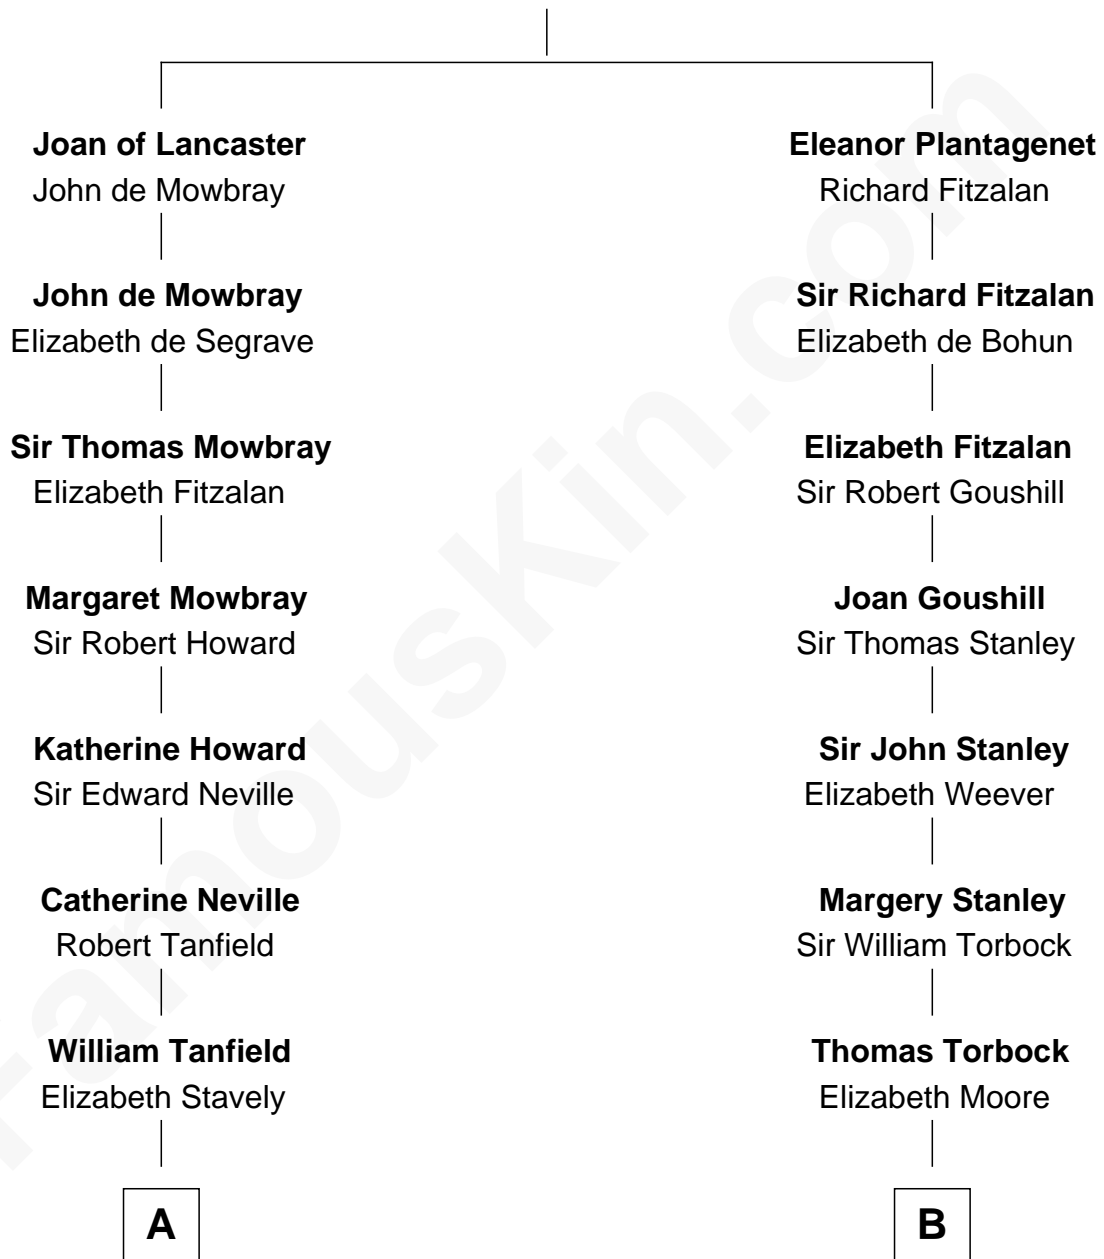 Joan of Lancaster
John de Mowbray
Eleanor Plantagenet
Richard Fitzalan
John de Mowbray
Elizabeth de Segrave
Sir Richard Fitzalan
Elizabeth de Bohun
Sir Thomas Mowbray
Elizabeth Fitzalan
Elizabeth Fitzalan
Sir Robert Goushill
Margaret Mowbray
Sir Robert Howard
Joan Goushill
Sir Thomas Stanley
Katherine Howard
Sir Edward Neville
Sir John Stanley
Elizabeth Weever
Catherine Neville
Robert Tanfield
Margery Stanley
Sir William Torbock
William Tanfield
Elizabeth Stavely
Thomas Torbock
Elizabeth Moore
A
B
FamousKin.com